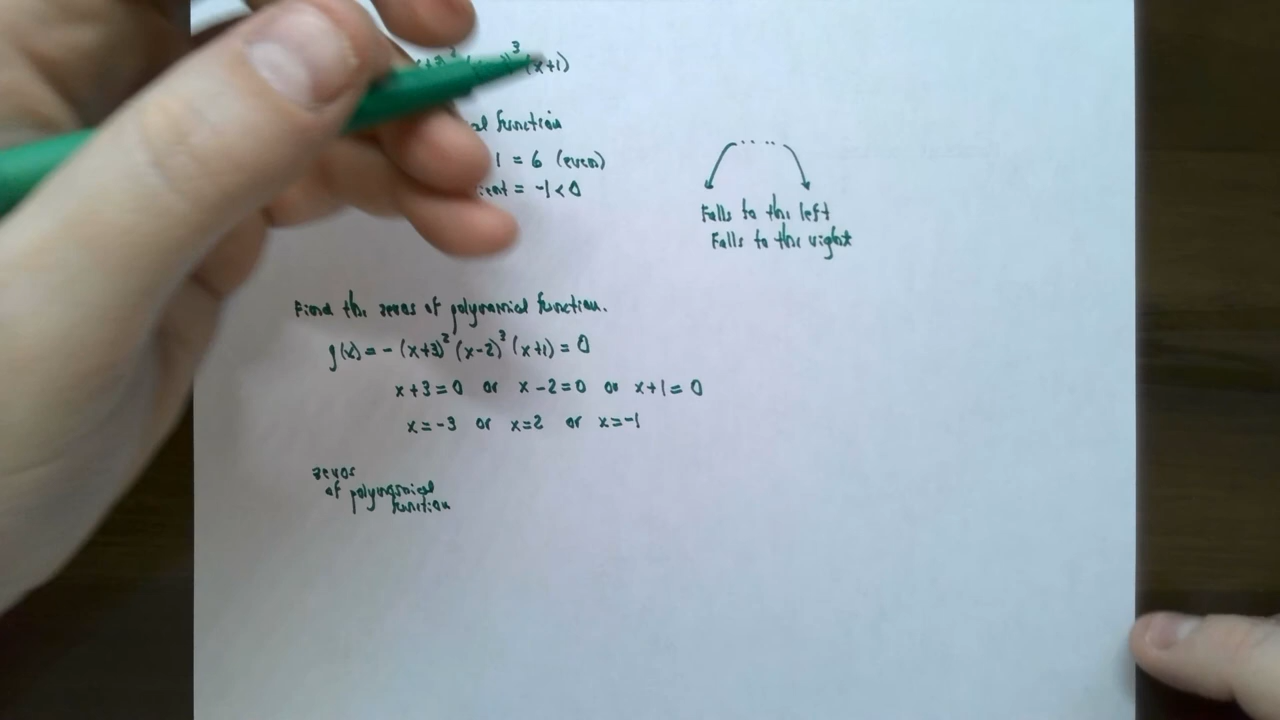 (x+1)
function
1 = 6 (even)
= -1 < 0
Falls to the left
Falls to the right
Find the zeros of polynomial function.
g(x) = - (x+3)² (x-2)³ (x+1) = 0
x+3=0 or x-2=0 or x+1=0
x=-3 or x=2 or x=-1
zeros
of polynomial
function